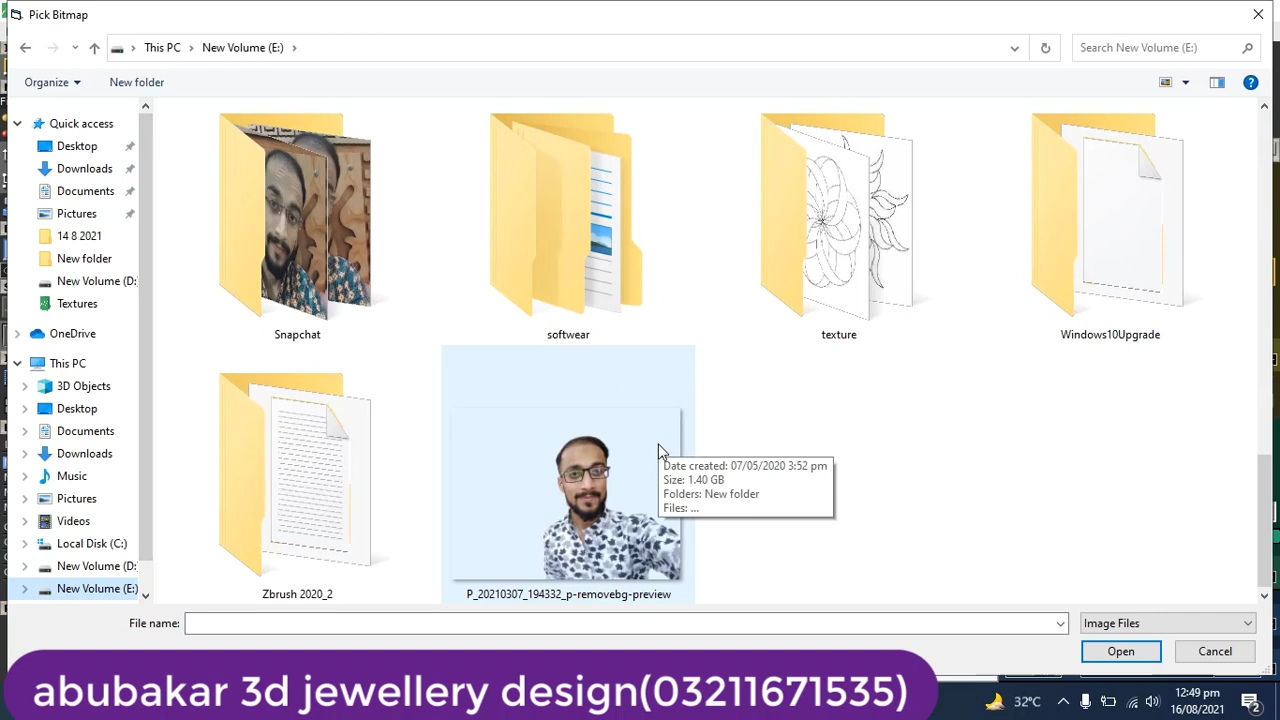 Pick Bitmap
This PC
New Volume (E:)
Search New Volume (E:)
Organize
New folder
Quick access
Desktop
Downloads
Documents
Pictures
14 8 2021
New folder
New Volume (D:
Textures
OneDrive
This PC
3D Objects
Desktop
Documents
Downloads
Music
Pictures
Videos
Local Disk (C:)
New Volume (D:
New Volume (E:)
Snapchat
softwear
texture
Windows10Upgrade
Zbrush 2020_2
P_20210307_194332_p-removebg-preview
Date created: 07/05/2020 3:52 pm
Size: 1.40 GB
Folders: New folder
Files: ...
File name:
Image Files
Open
Cancel
abubakar 3d jewellery design(03211671535)
32°C
12:49 pm
16/08/2021
2